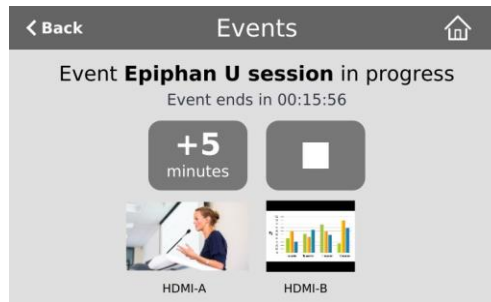 Back
Events
Event Epiphan U session in progress
Event ends in 00:15:56
+5
minutes
HDMI-A
HDMI-B